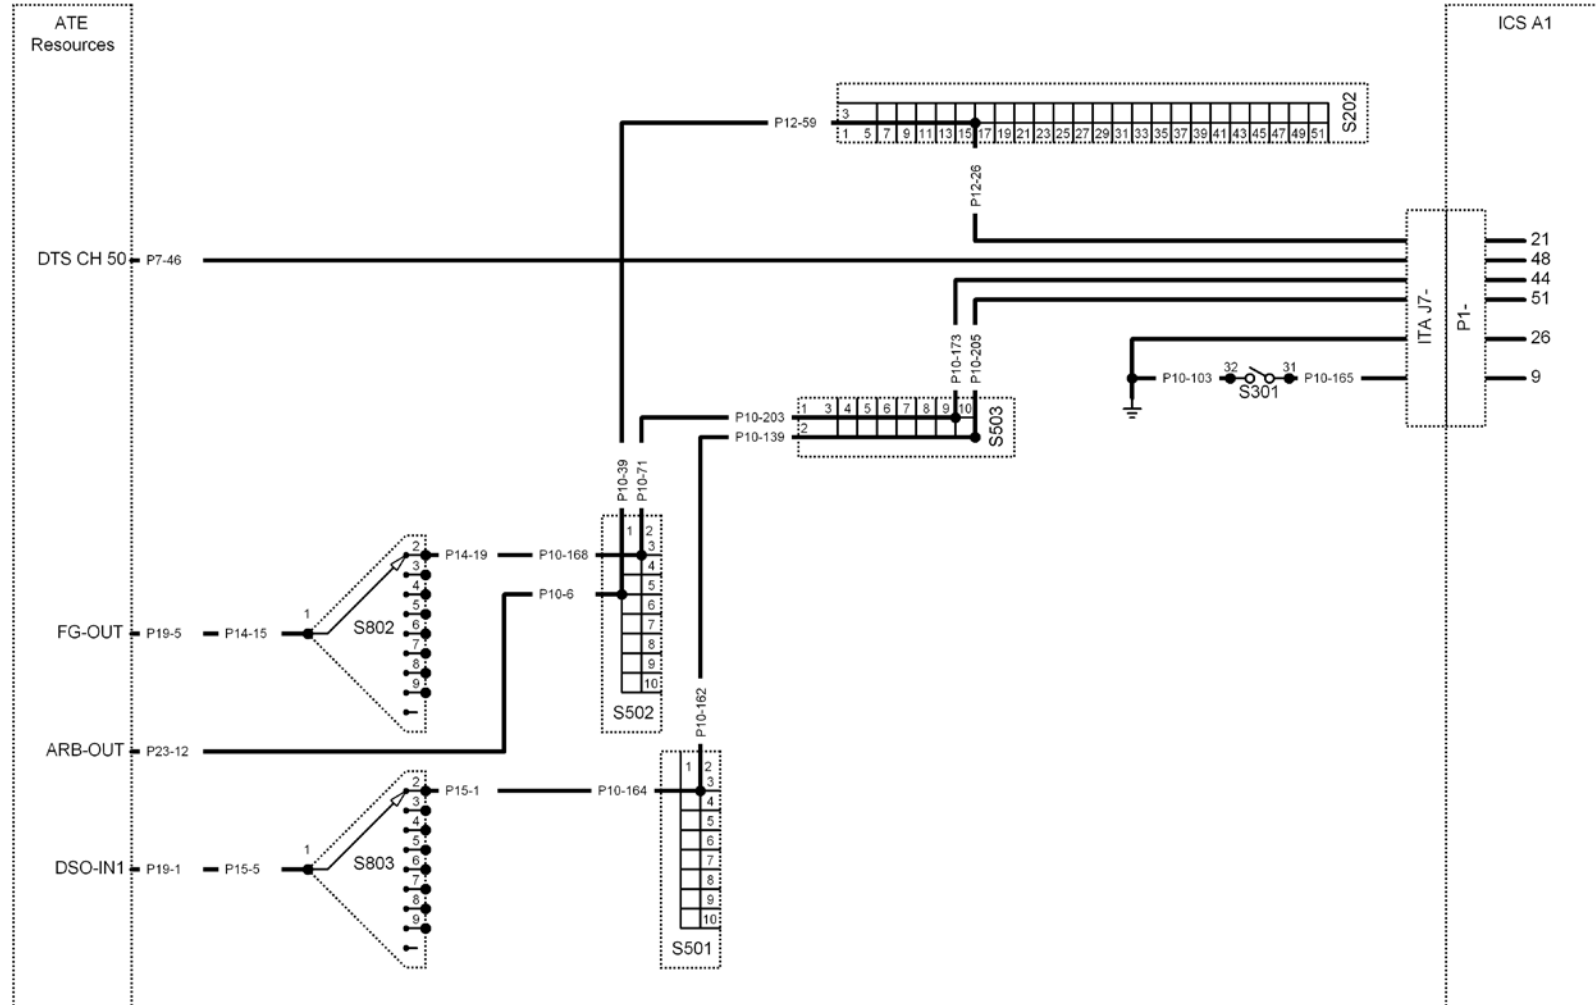 ATE
Resources
ICS A1
3
1 5 7 9 11 13 15 17 19 21 23 25 27 29 31 33 35 37 39 41 43 45 47 49 51
S202
P12-59
P12-26
DTS CH 50
P7-46
ITA J7-
P1-
21
48
44
51
26
9
P10-173
P10-205
P10-103
32
31
S301
P10-165
P10-203
P10-139
1 3 4 5 6 7 8 9 10
2
S503
P10-39
P10-71
1 2
3
4
5
6
7
8
9
10
S502
P14-19
P10-168
P10-6
2
3
4
5
6
7
8
9
1
S802
FG-OUT
P19-5
P14-15
ARB-OUT
P23-12
P10-162
P15-1
P10-164
1 2
3
4
5
6
7
8
9
10
S501
2
3
4
5
6
7
8
9
1
S803
DSO-IN1
P19-1
P15-5